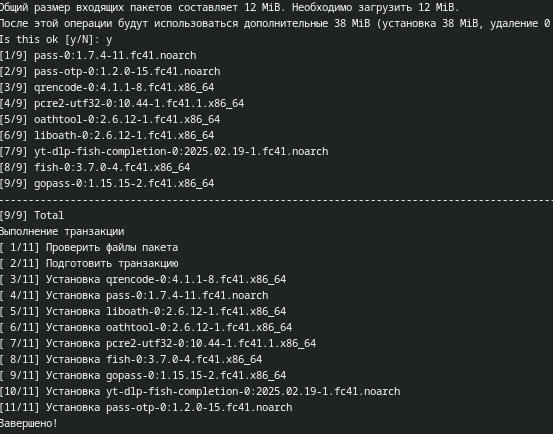 Общий размер входящих пакетов составляет 12 MiB. Необходимо загрузить 12 MiB.
После этой операции будут использоваться дополнительные 38 MiB (установка 38 MiB, удаление 0
Is this ok [y/N]: y
[1/9] pass-0:1.7.4-11.fc41.noarch
[2/9] pass-otp-0:1.2.0-15.fc41.noarch
[3/9] qrencode-0:4.1.1-8.fc41.x86_64
[4/9] pcre2-utf32-0:10.44-1.fc41.1.x86_64
[5/9] oathtool-0:2.6.12-1.fc41.x86_64
[6/9] liboath-0:2.6.12-1.fc41.x86_64
[7/9] yt-dlp-fish-completion-0:2025.02.19-1.fc41.noarch
[8/9] fish-0:3.7.0-4.fc41.x86_64
[9/9] gopass-0:1.15.15-2.fc41.x86_64
--------------------------------------------------------------------------------------------
[9/9] Total
Выполнение транзакции
[ 1/11] Проверить файлы пакета
[ 2/11] Подготовить транзакцию
[ 3/11] Установка qrencode-0:4.1.1-8.fc41.x86_64
[ 4/11] Установка pass-0:1.7.4-11.fc41.noarch
[ 5/11] Установка liboath-0:2.6.12-1.fc41.x86_64
[ 6/11] Установка oathtool-0:2.6.12-1.fc41.x86_64
[ 7/11] Установка pcre2-utf32-0:10.44-1.fc41.1.x86_64
[ 8/11] Установка fish-0:3.7.0-4.fc41.x86_64
[ 9/11] Установка gopass-0:1.15.15-2.fc41.x86_64
[10/11] Установка yt-dlp-fish-completion-0:2025.02.19-1.fc41.noarch
[11/11] Установка pass-otp-0:1.2.0-15.fc41.noarch
Завершено!